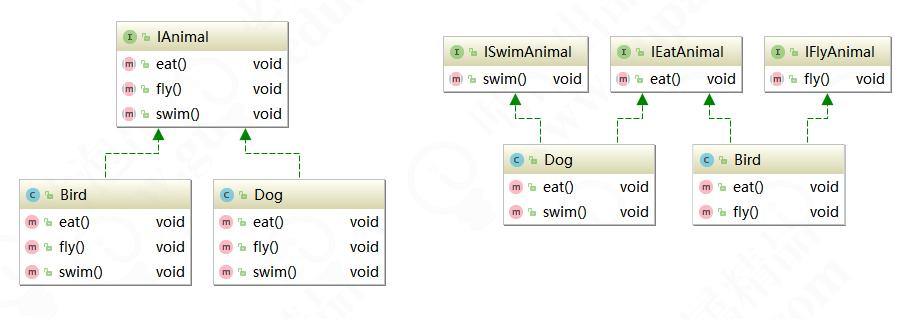 IAnimal
eat() void
fly() void
swim() void
Bird
eat() void
fly() void
swim() void
Dog
eat() void
fly() void
swim() void
ISwimAnimal
swim() void
IEatAnimal
eat() void
IFlyAnimal
fly() void
Dog
eat() void
swim() void
Bird
eat() void
fly() void